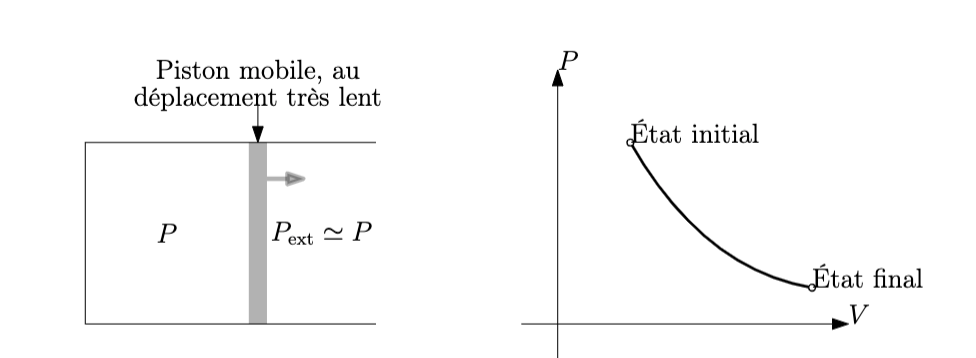 Piston mobile, au
déplacement très lent
P
P_ext ≃ P
P
État initial
État final
V